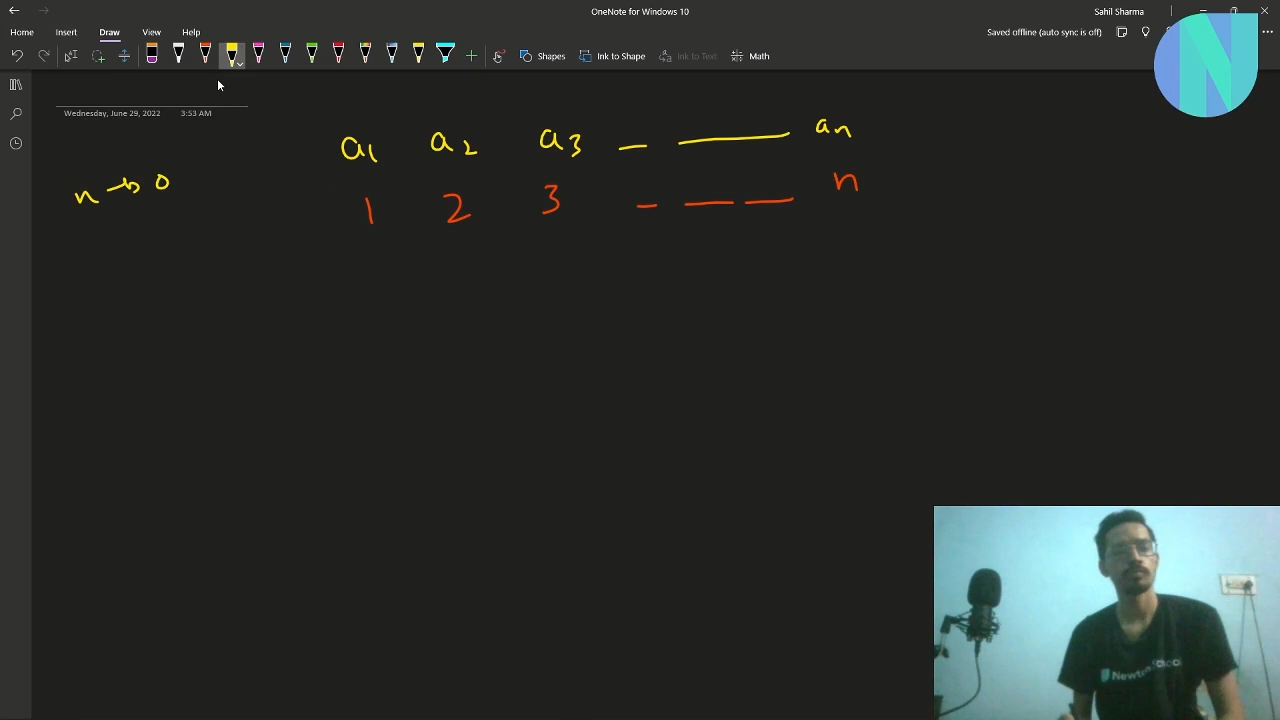 OneNote for Windows 10
Sahil Sharma
Home Insert Draw View Help
Saved offline (auto sync is off)
Shapes Ink to Shape Ink to Text Math
Wednesday, June 29, 2022 3:53 AM
a1 a2 a3 — —— an
n → 0
1 2 3 – — — n
Newton School